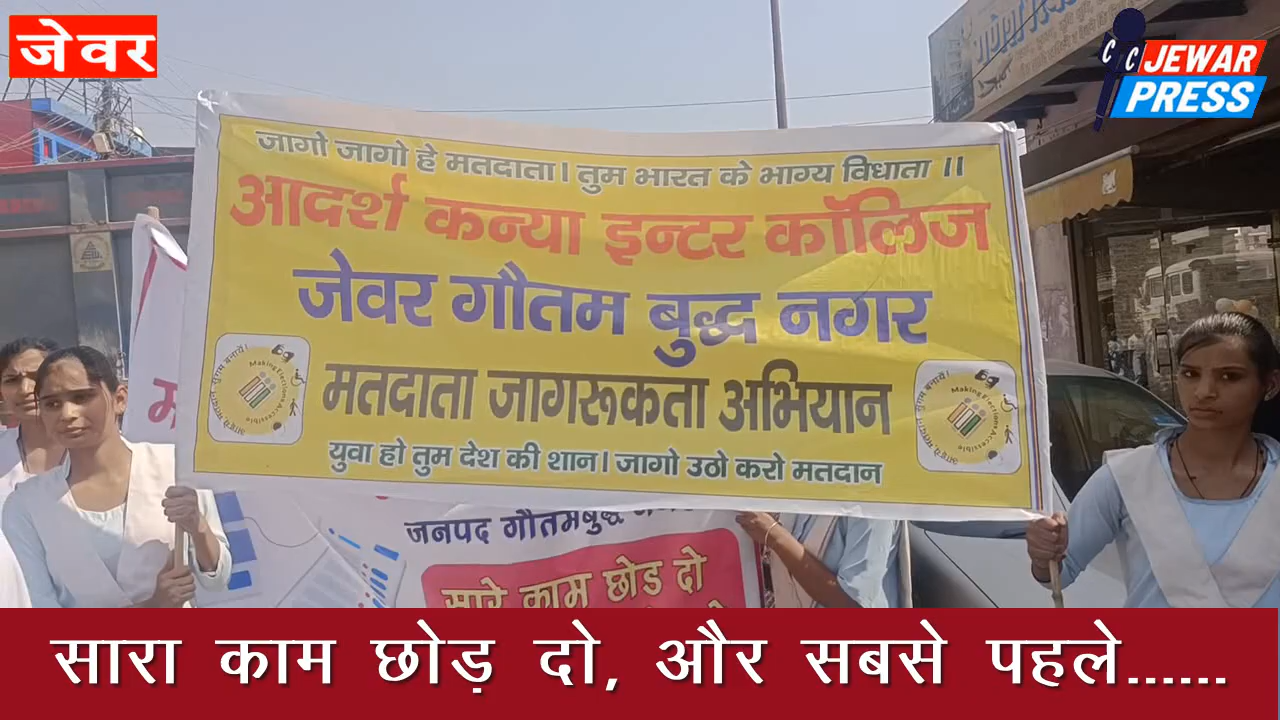 जेवर
JEWAR
PRESS
जागो जागो हे मतदाता। तुम भारत के भाग्य विधाता ।।
आदर्श कन्या इन्टर कॉलिज
जेवर गौतम बुद्ध नगर
मतदाता जागरूकता अभियान
युवा हो तुम देश की शान। जागो उठो करो मतदान
Making Elections Accessible
Making Elections Accessible
जनपद गौतमबुद्ध
सारे काम छोड दो
सारा काम छोड़ दो, और सबसे पहले......